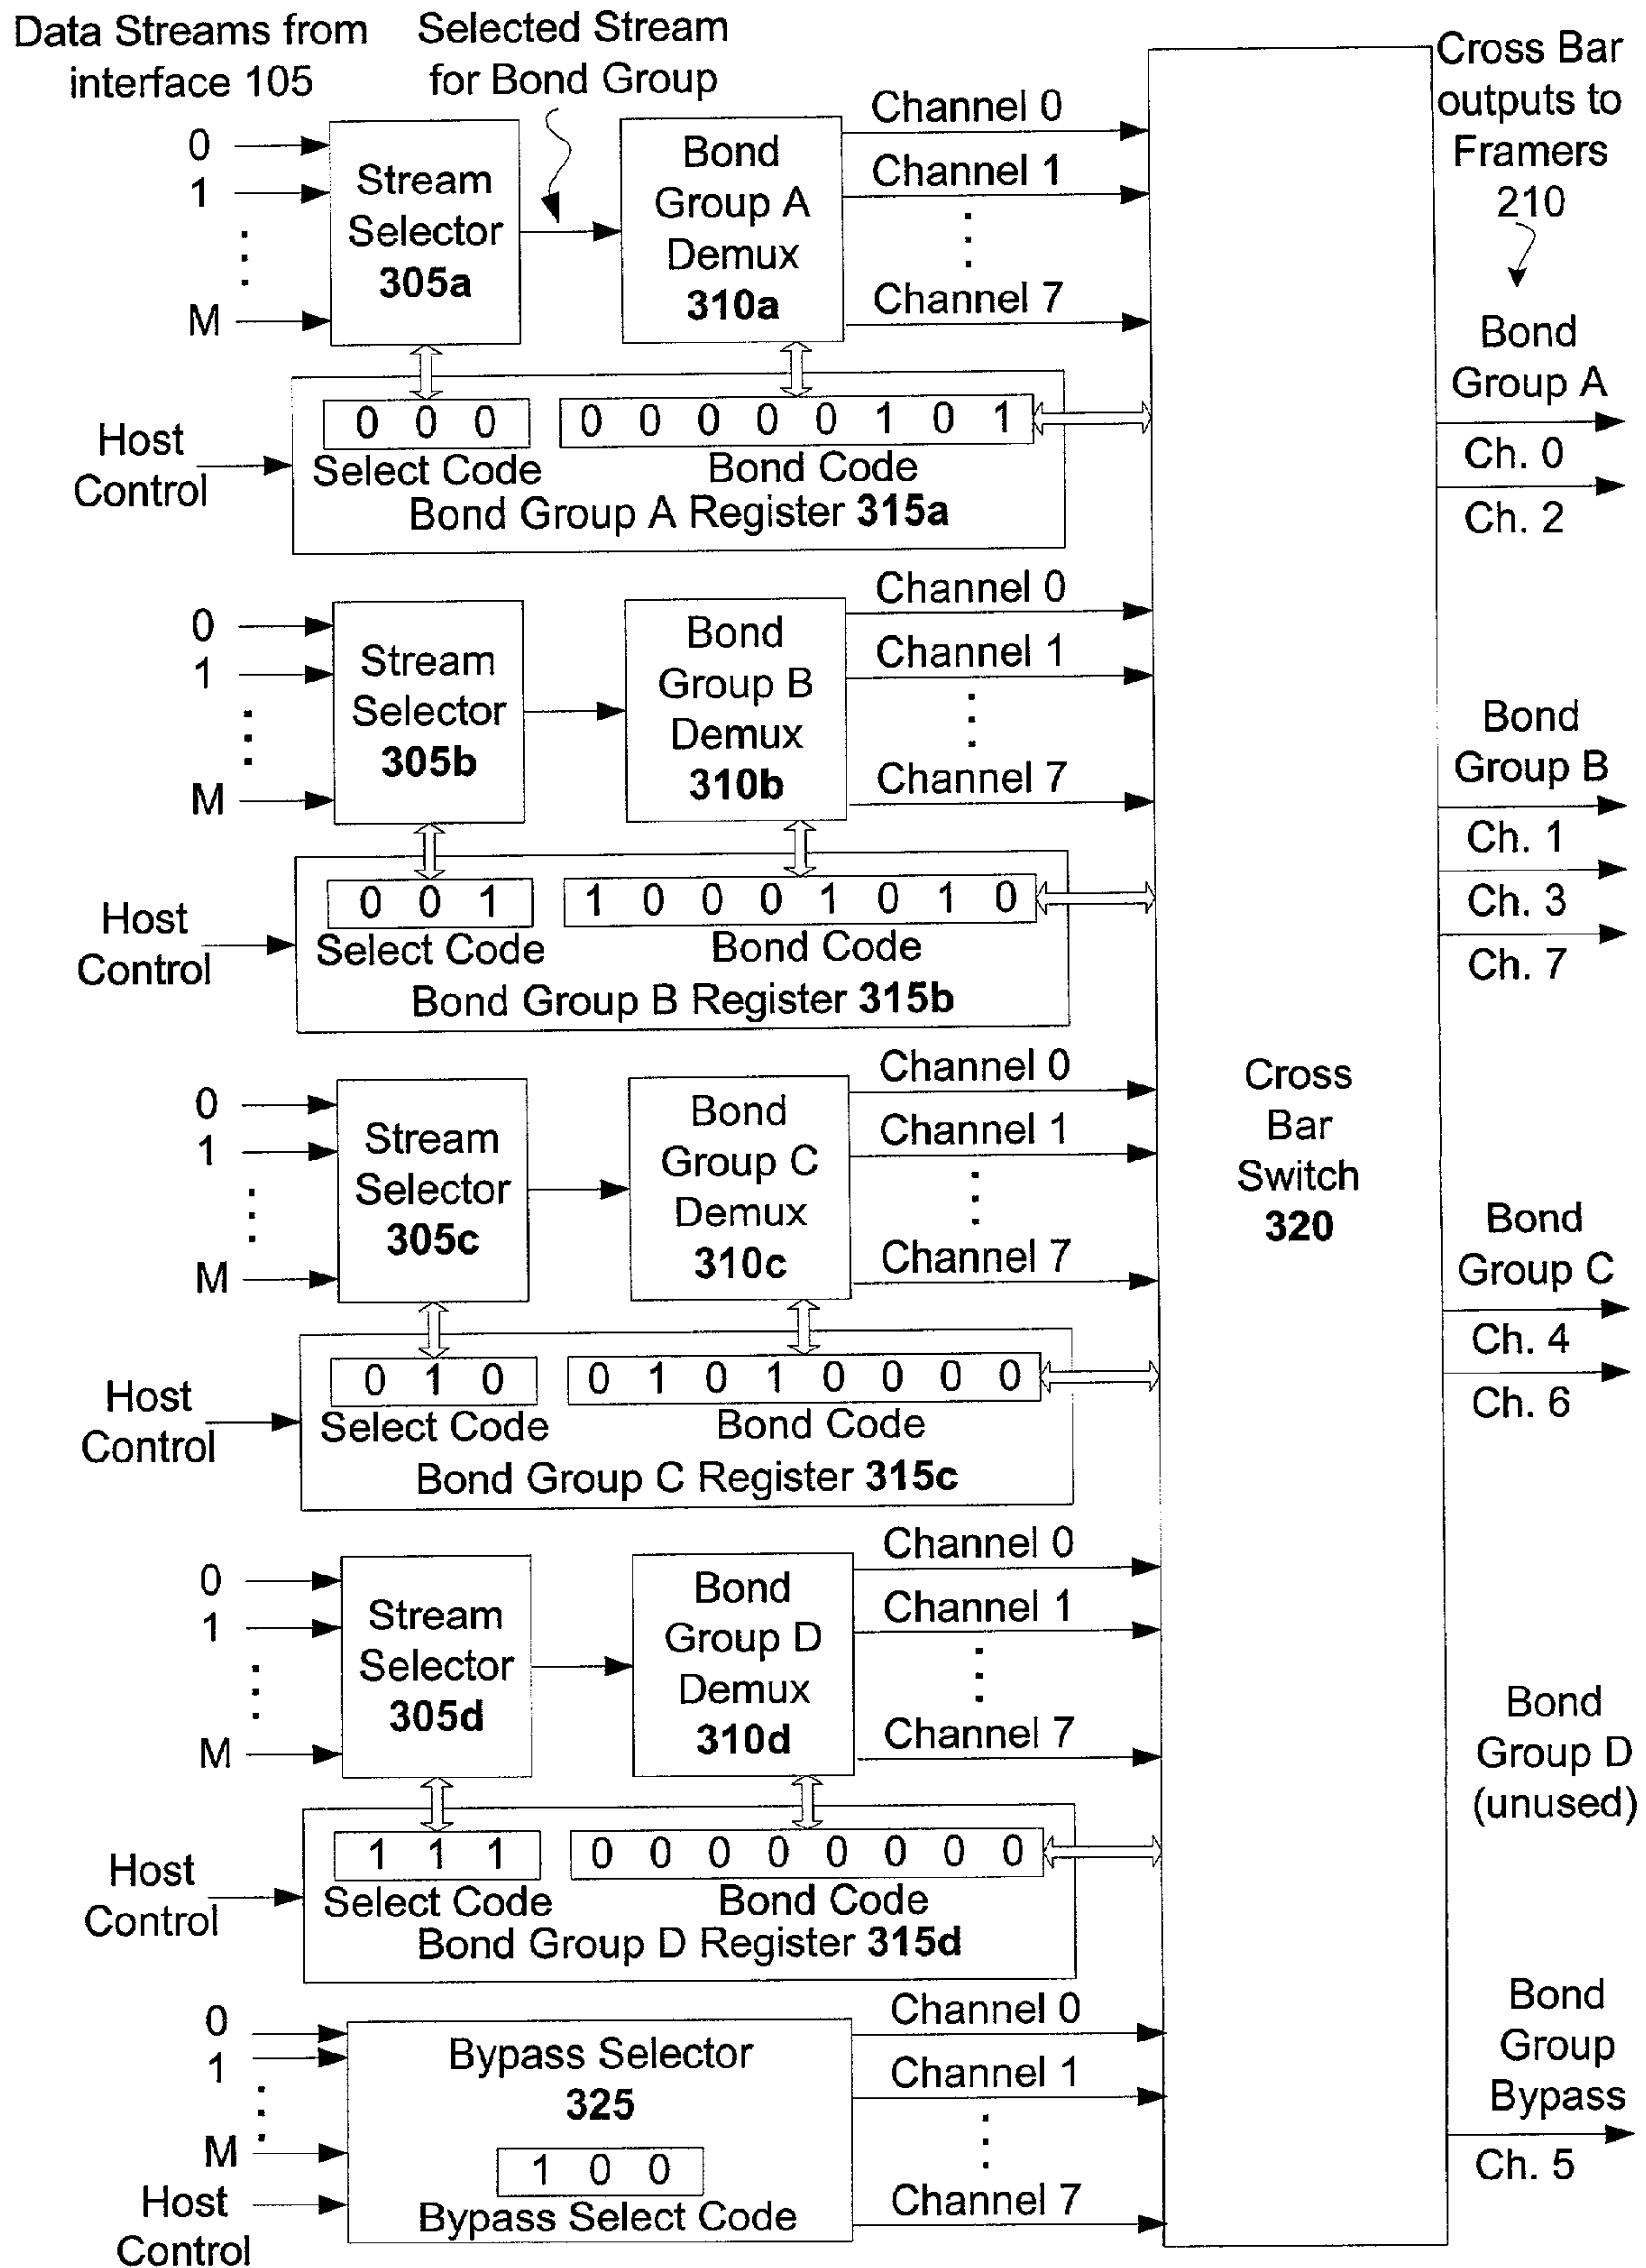 Data Streams from
interface 105
Selected Stream
for Bond Group
Cross Bar
outputs to
Framers
210
0
1
M
Stream
Selector
305a
Bond
Group A
Demux
310a
Channel 0
Channel 1
Channel 7
Host
Control
0 0 0
Select Code
0 0 0 0 0 1 0 1
Bond Code
Bond Group A Register 315a
Bond
Group A
Ch. 0
Ch. 2
0
1
M
Stream
Selector
305b
Bond
Group B
Demux
310b
Channel 0
Channel 1
Channel 7
Host
Control
0 0 1
Select Code
1 0 0 0 1 0 1 0
Bond Code
Bond Group B Register 315b
Bond
Group B
Ch. 1
Ch. 3
Ch. 7
Cross
Bar
Switch
320
0
1
M
Stream
Selector
305c
Bond
Group C
Demux
310c
Channel 0
Channel 1
Channel 7
Host
Control
0 1 0
Select Code
0 1 0 1 0 0 0 0
Bond Code
Bond Group C Register 315c
Bond
Group C
Ch. 4
Ch. 6
0
1
M
Stream
Selector
305d
Bond
Group D
Demux
310d
Channel 0
Channel 1
Channel 7
Host
Control
1 1 1
Select Code
0 0 0 0 0 0 0 0
Bond Code
Bond Group D Register 315d
Bond
Group D
(unused)
0
1
M
Host
Control
Bypass Selector
325
1 0 0
Bypass Select Code
Channel 0
Channel 1
Channel 7
Bond
Group
Bypass
Ch. 5